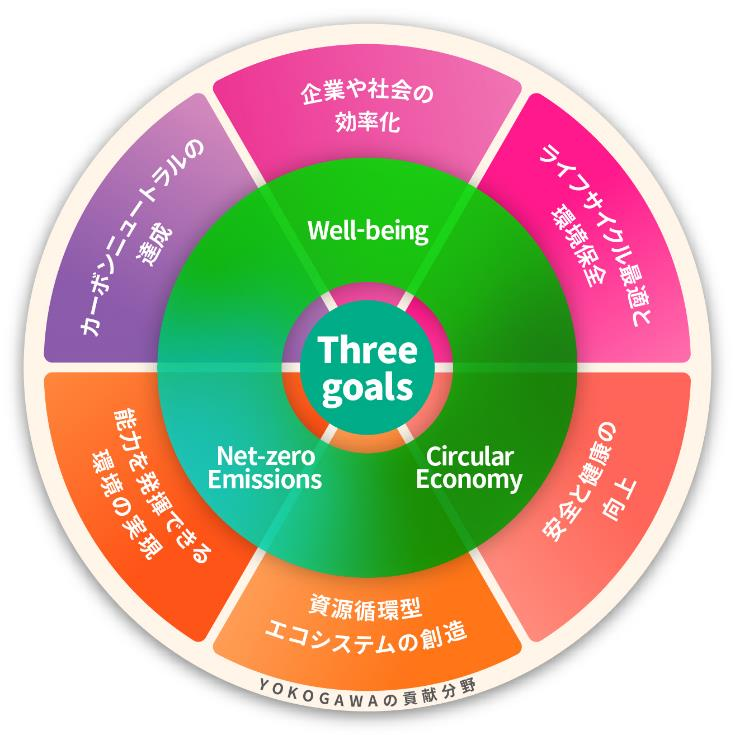 企業や社会の
効率化
ライフサイクル最適と
環境保全
安全と健康の
向上
資源循環型
エコシステムの創造
能力を発揮できる
環境の実現
カーボンニュートラルの
達成
Well-being
Circular
Economy
Net-zero
Emissions
Three
goals
YOKOGAWAの貢献分野